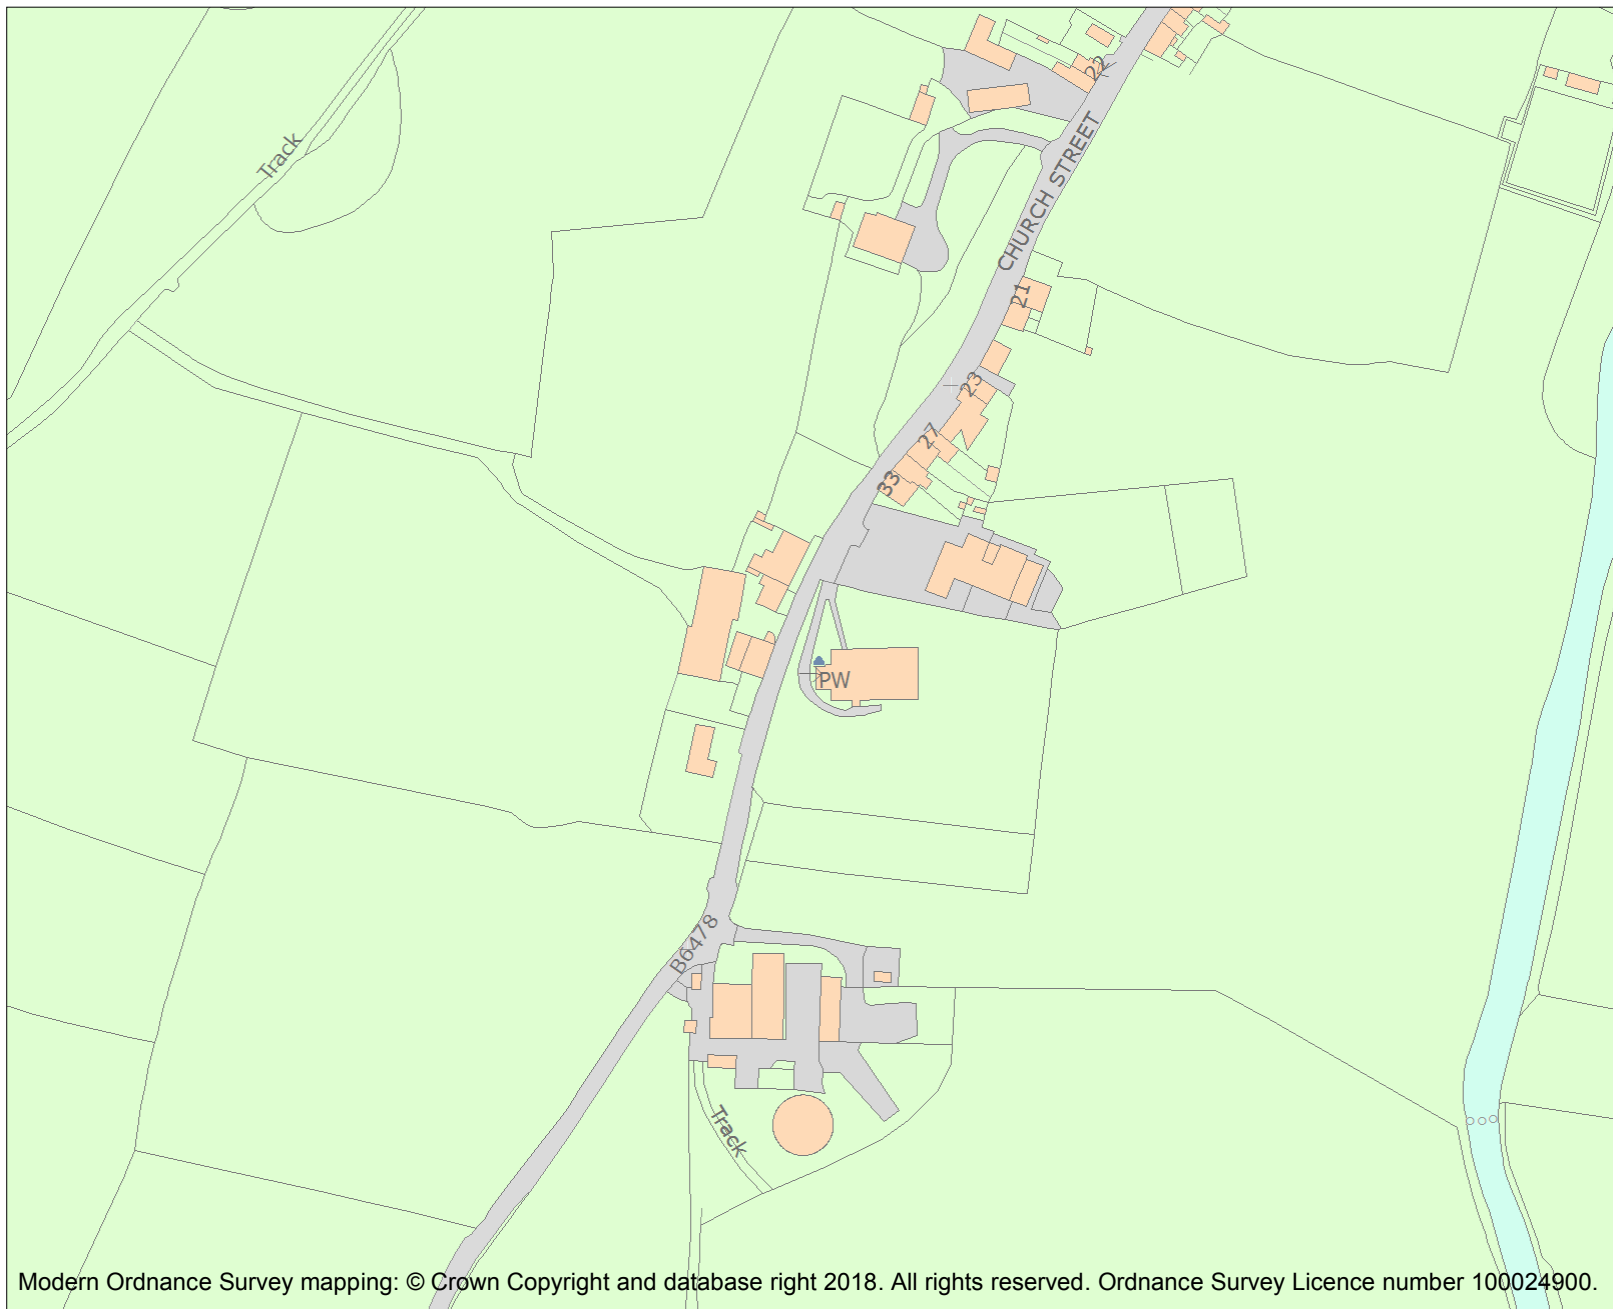 22
Track
CHURCH STREET
21
23
27
33
PW
B6478
Track
Modern Ordnance Survey mapping: © Crown Copyright and database right 2018. All rights reserved. Ordnance Survey Licence number 100024900.